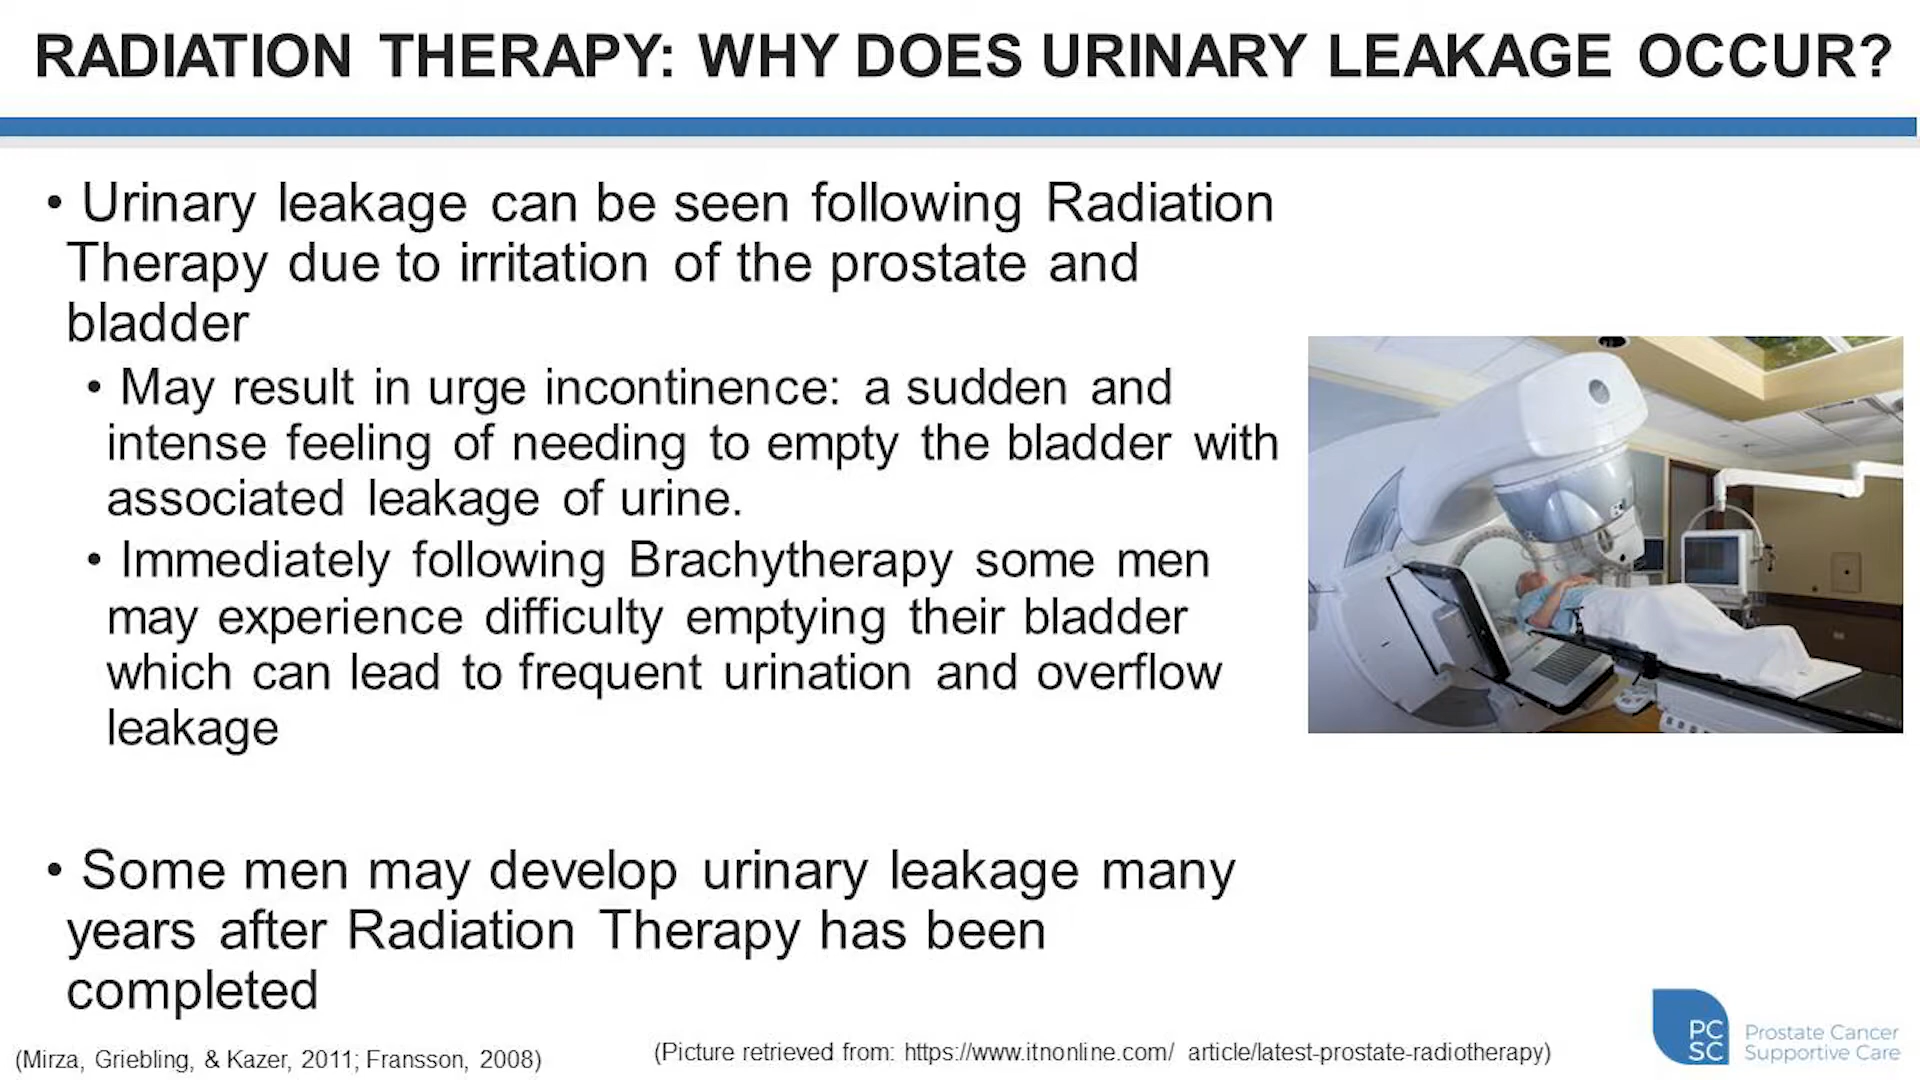 RADIATION THERAPY: WHY DOES URINARY LEAKAGE OCCUR?
• Urinary leakage can be seen following Radiation
Therapy due to irritation of the prostate and
bladder
• May result in urge incontinence: a sudden and
intense feeling of needing to empty the bladder with
associated leakage of urine.
• Immediately following Brachytherapy some men
may experience difficulty emptying their bladder
which can lead to frequent urination and overflow
leakage
• Some men may develop urinary leakage many
years after Radiation Therapy has been
completed
(Mirza, Griebling, & Kazer, 2011; Fransson, 2008)
(Picture retrieved from: https://www.itnonline.com/ article/latest-prostate-radiotherapy)
PC
SC
Prostate Cancer
Supportive Care